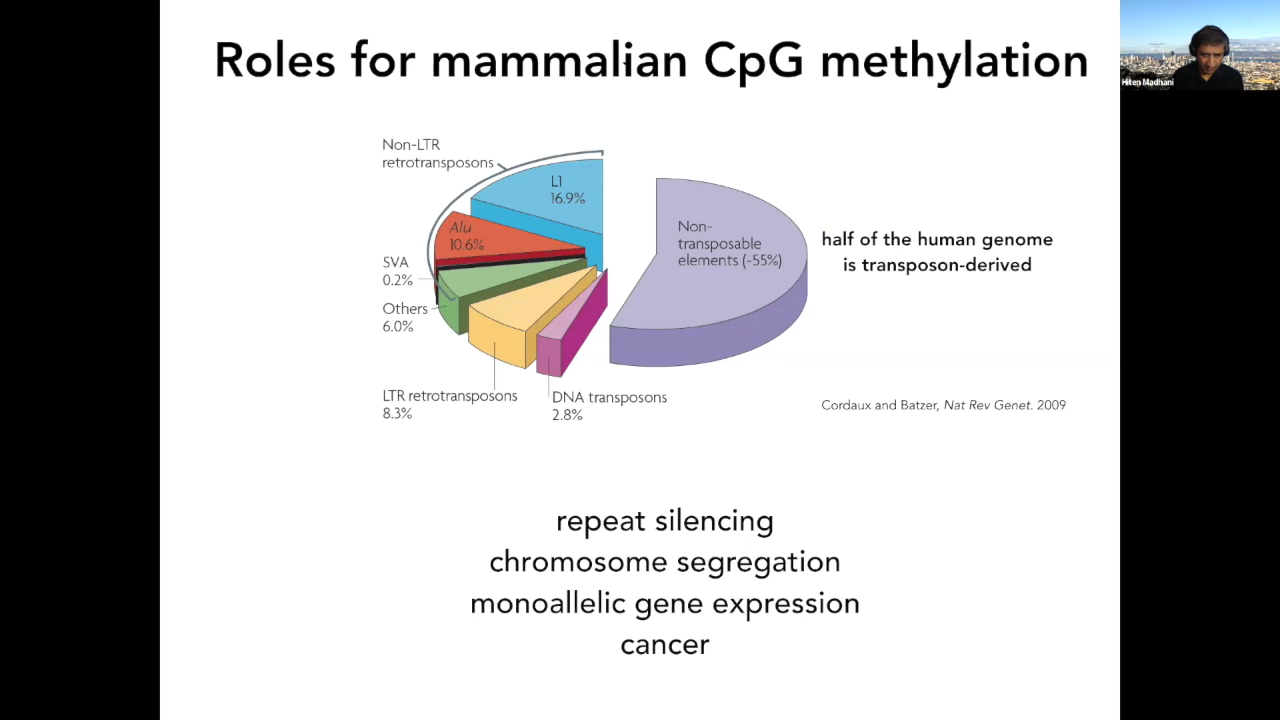 Roles for mammalian CpG methylation
Hiten Madhani
Non-LTR
retrotransposons
L1
16.9%
Alu
10.6%
SVA
0.2%
Others
6.0%
LTR retrotransposons
8.3%
DNA transposons
2.8%
Non-
transposable
elements (-55%)
half of the human genome
is transposon-derived
Cordaux and Batzer, Nat Rev Genet. 2009
repeat silencing
chromosome segregation
monoallelic gene expression
cancer